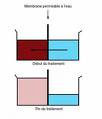 Membrane perméable à l'eau
Début du traitement
Fin du traitement